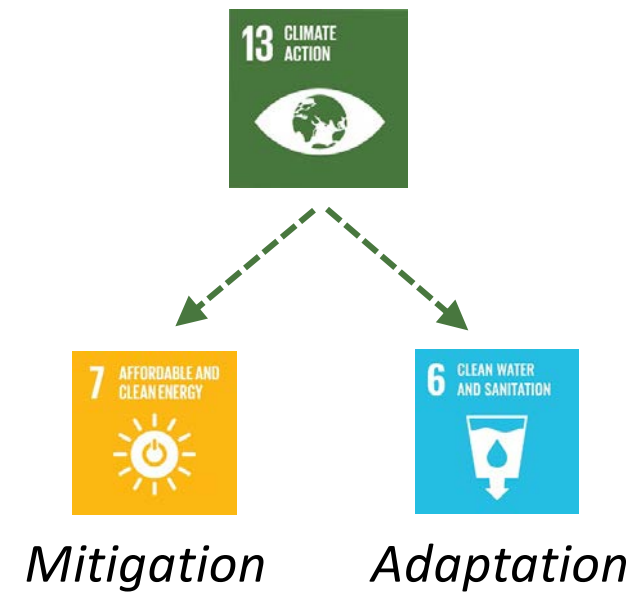 13 CLIMATE
ACTION
7 AFFORDABLE AND
CLEAN ENERGY
6 CLEAN WATER
AND SANITATION
Mitigation
Adaptation